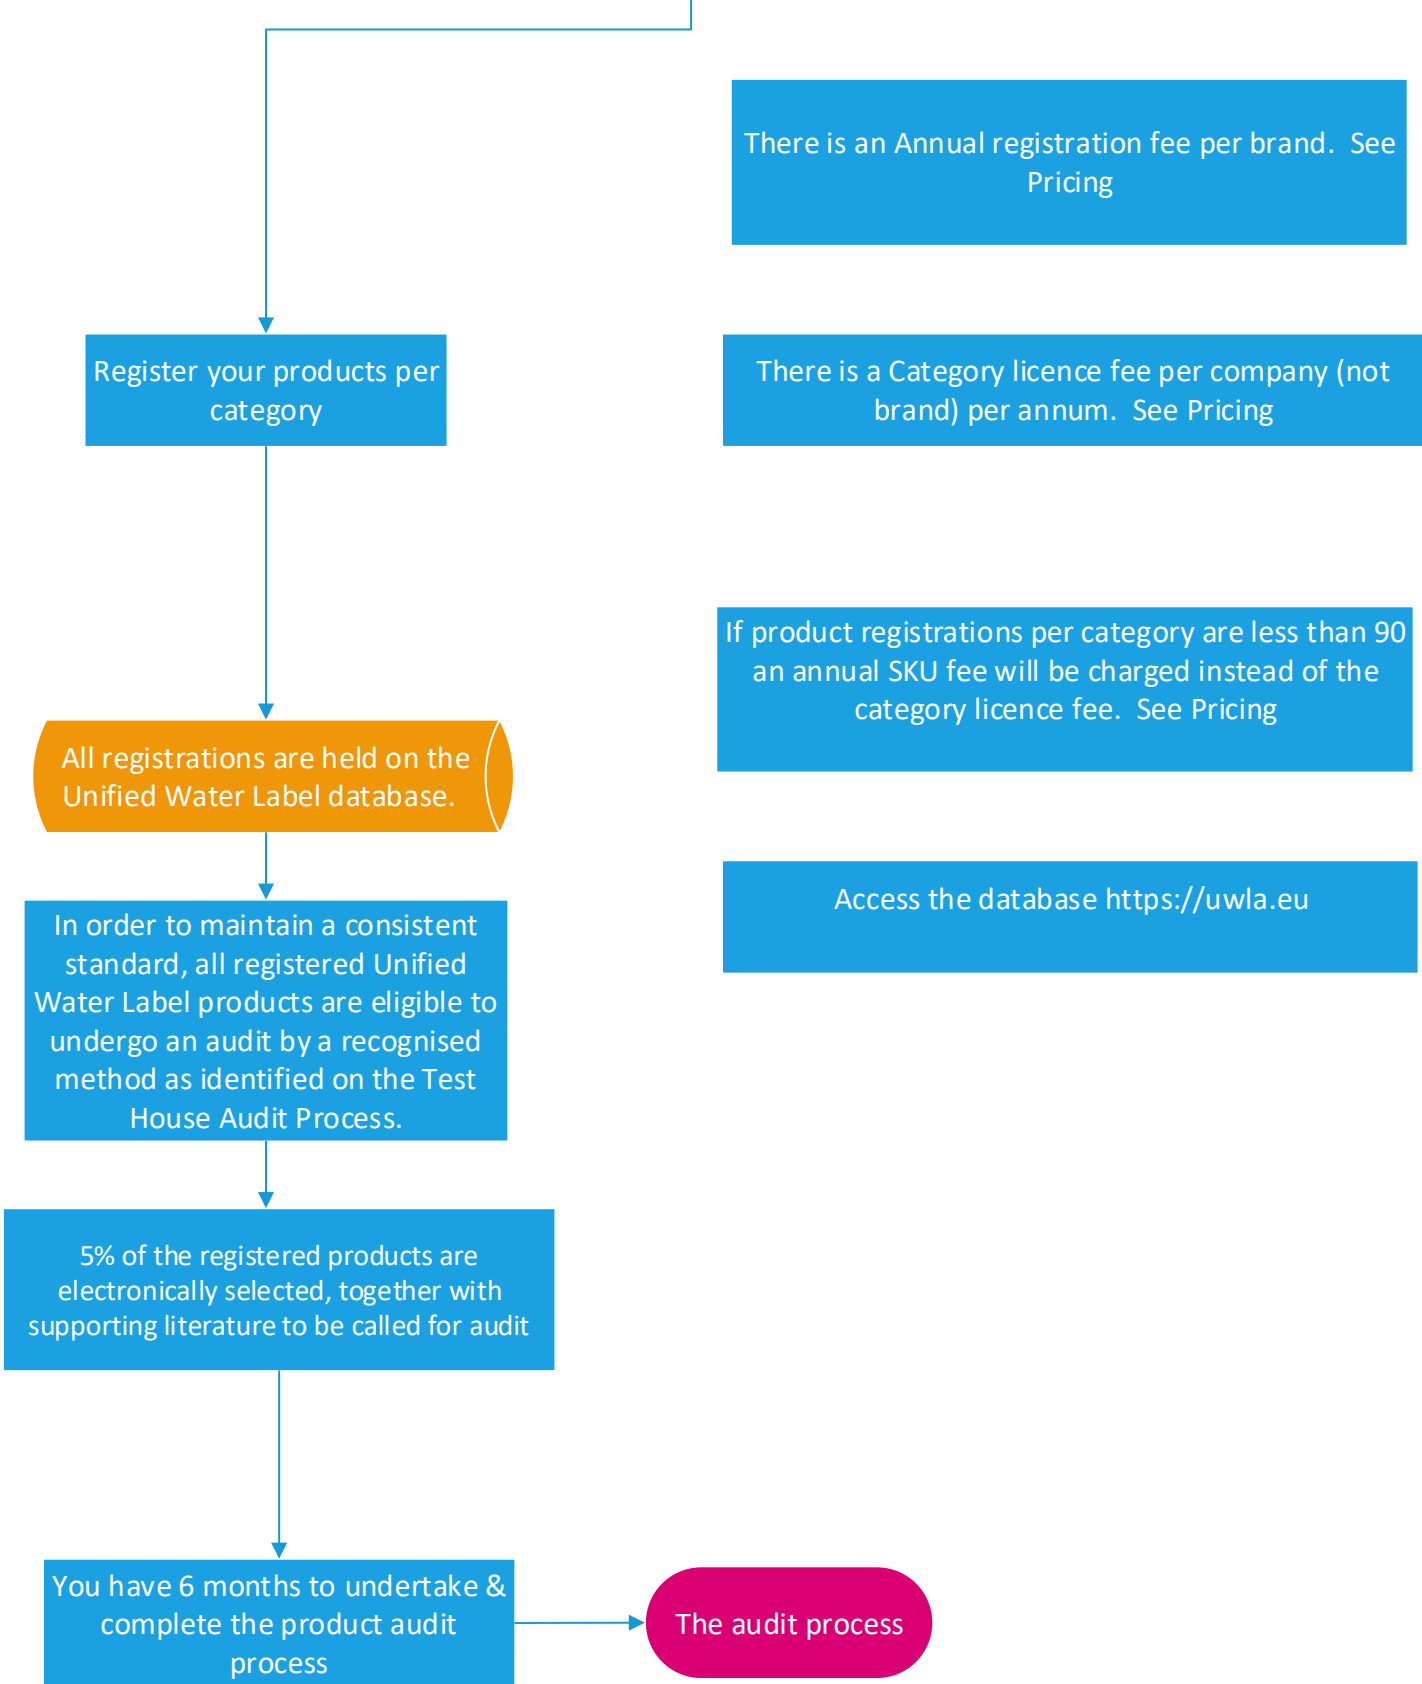 There is an Annual registration fee per brand.  See
Pricing
Register your products per
category
There is a Category licence fee per company (not
brand) per annum.  See Pricing
If product registrations per category are less than 90
an annual SKU fee will be charged instead of the
category licence fee.  See Pricing
All registrations are held on the
Unified Water Label database.
Access the database https://uwla.eu
In order to maintain a consistent
standard, all registered Unified
Water Label products are eligible to
undergo an audit by a recognised
method as identified on the Test
House Audit Process.
5% of the registered products are
electronically selected, together with
supporting literature to be called for audit
You have 6 months to undertake &
complete the product audit
process
The audit process